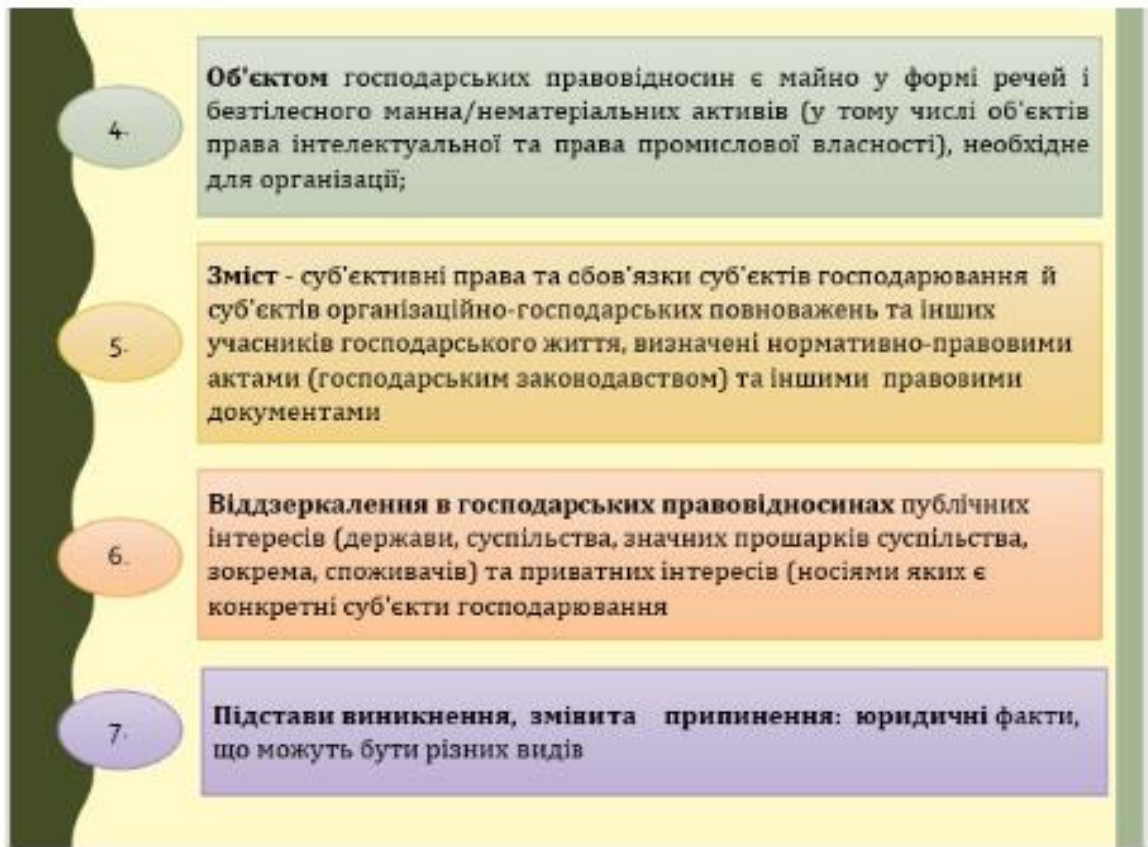 4.
Об'єктом господарських правовідносин є майно у формі речей і
безтілесного манна/нематеріальних активів (у тому числі об'єктів
права інтелектуальної та права промислової власності), необхідне
для організації;
5.
Зміст - суб'єктивні права та обов'язки суб'єктів господарювання й
суб'єктів організаційно-господарських повноважень та інших
учасників господарського життя, визначені нормативно-правовими
актами (господарським законодавством) та іншими правовими
документами
6.
Віддзеркалення в господарських правовідносинах публічних
інтересів (держави, суспільства, значних прошарків суспільства,
зокрема, споживачів) та приватних інтересів (носіями яких є
конкретні суб'єкти господарювання
7.
Підстави виникнення, змівита припинення: юридичні факти,
що можуть бути різних видів